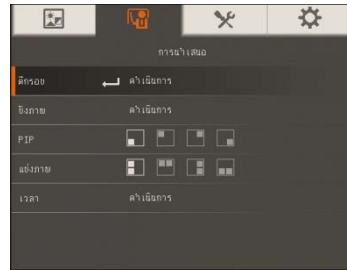 การนำเสนอ
ตีกรอบ ดำเนินการ
ขึงภาพ ดำเนินการ
PIP
แบ่งภาพ
เวลา ดำเนินการ